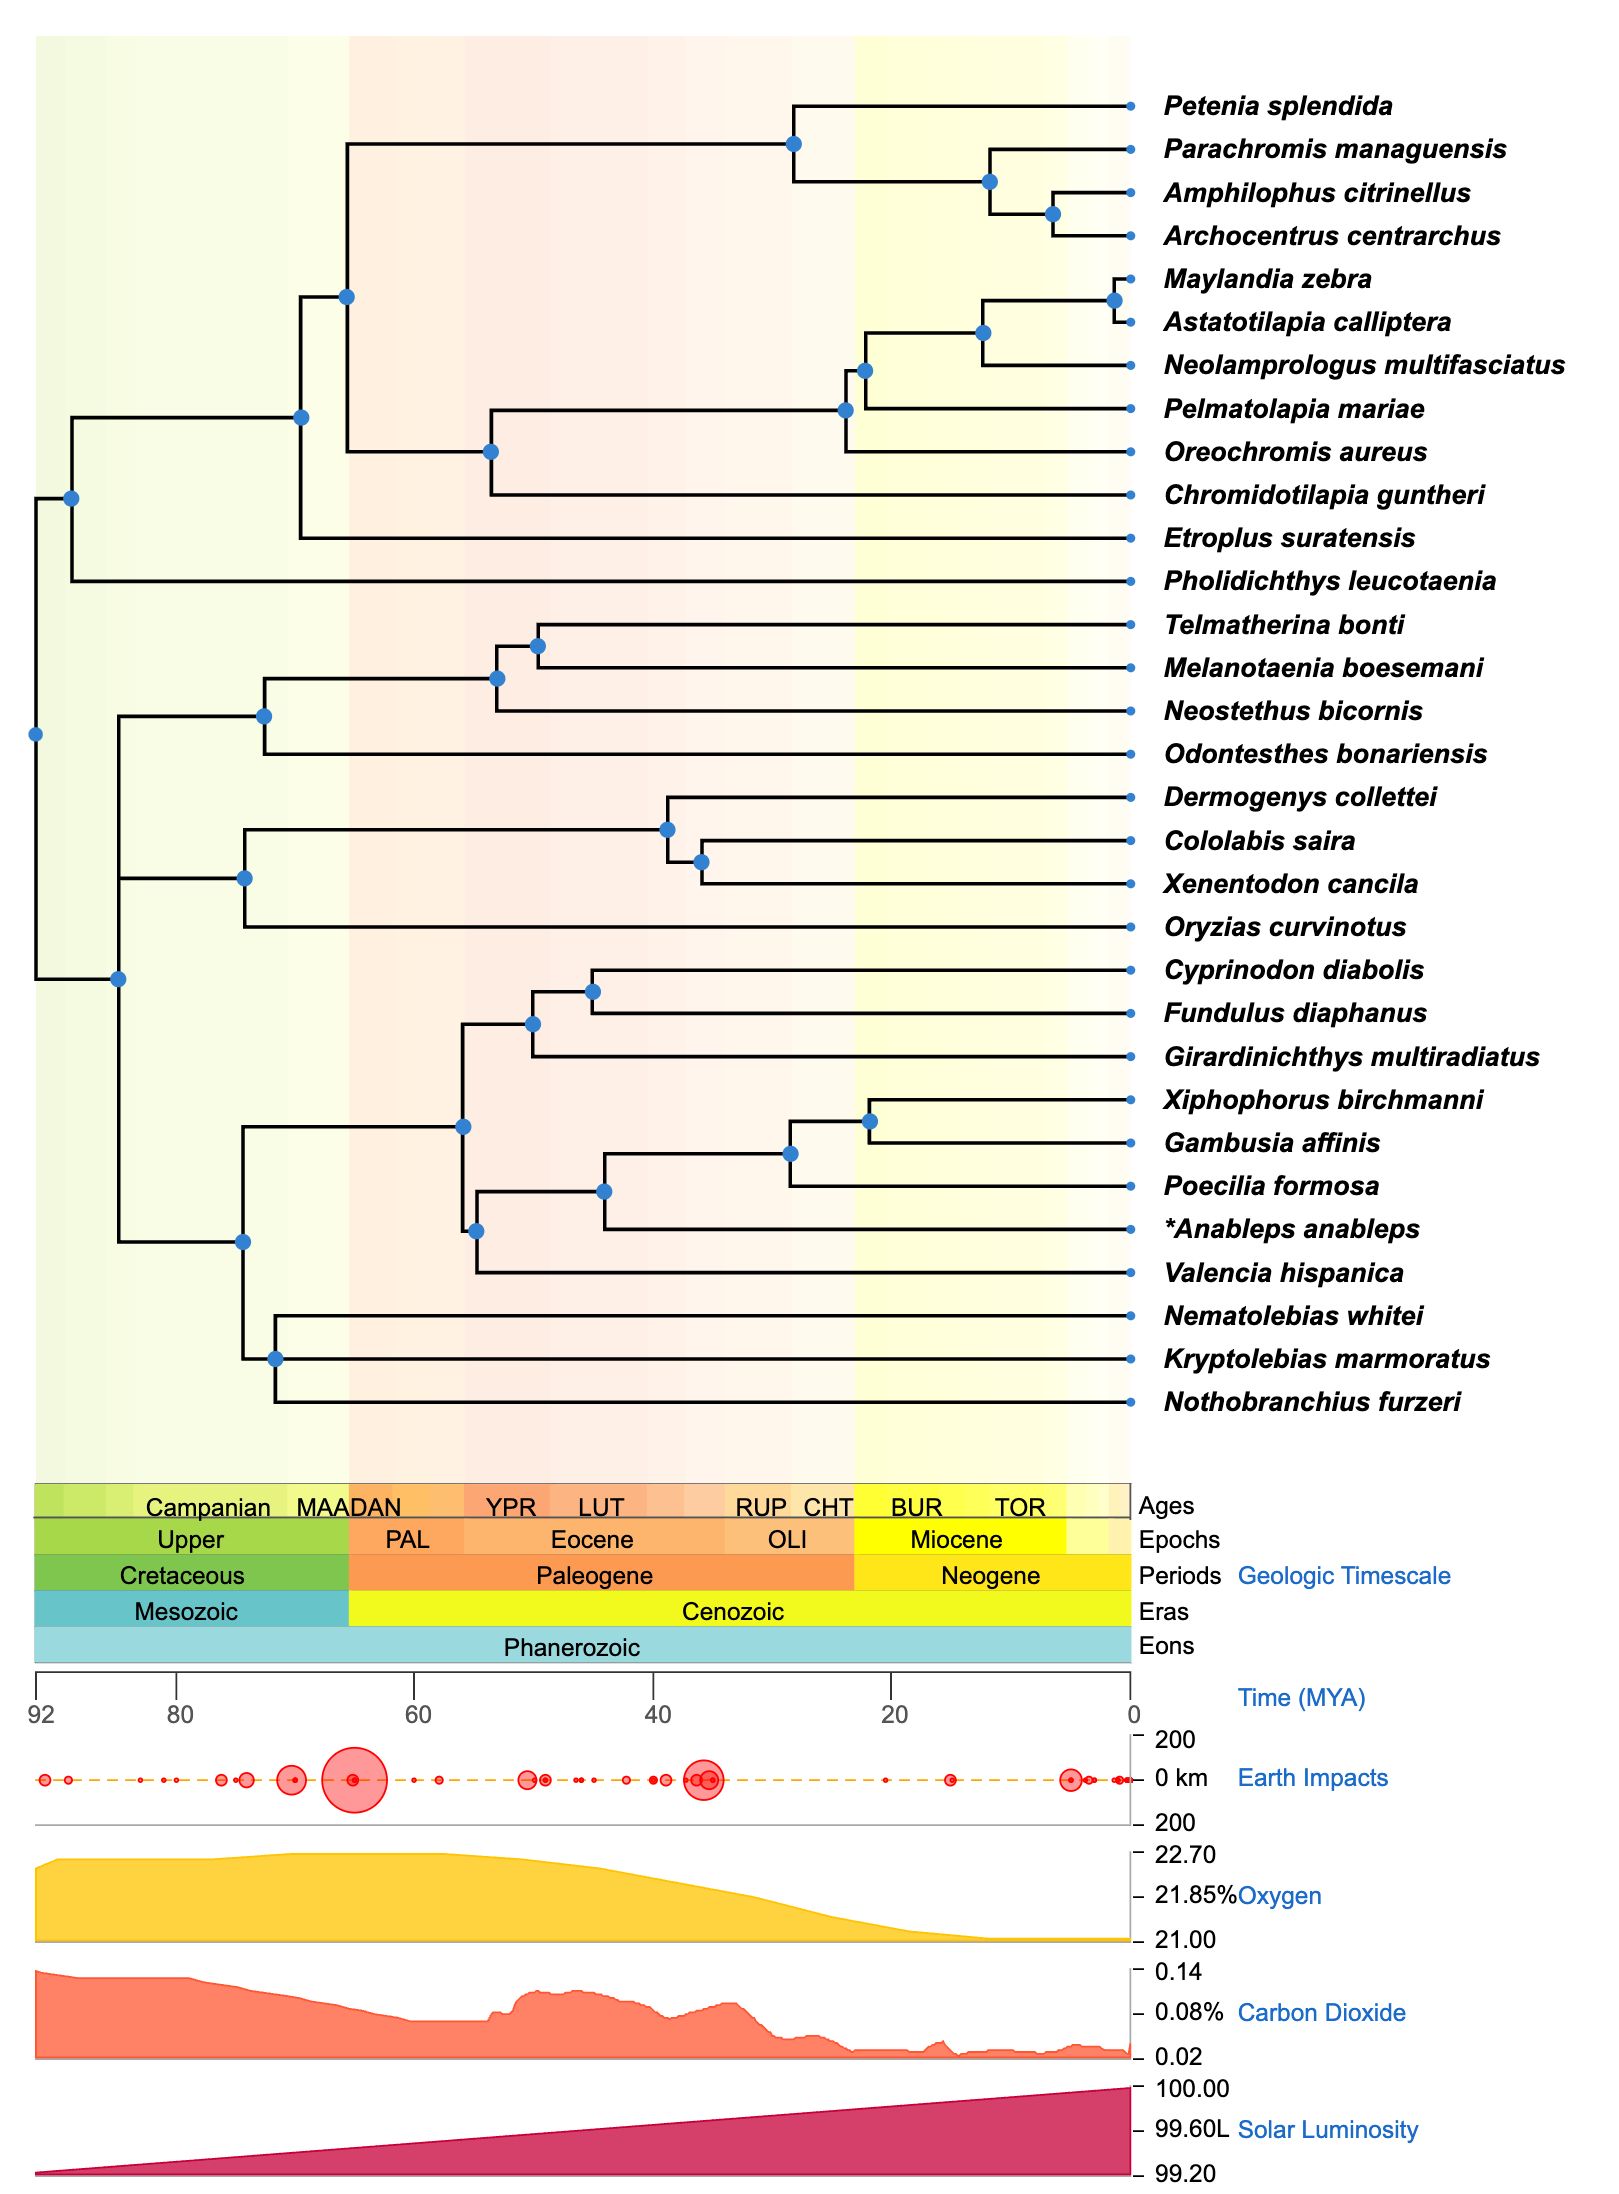 Petenia splendida
Parachromis managuensis
Amphilophus citrinellus
Archocentrus centrarchus
Maylandia zebra
Astatotilapia calliptera
Neolamprologus multifasciatus
Pelmatolapia mariae
Oreochromis aureus
Chromidotilapia guntheri
Etroplus suratensis
Pholidichthys leucotaenia
Telmatherina bonti
Melanotaenia boesemani
Neostethus bicornis
Odontesthes bonariensis
Dermogenys collettei
Cololabis saira
Xenentodon cancila
Oryzias curvinotus
Cyprinodon diabolis
Fundulus diaphanus
Girardinichthys multiradiatus
Xiphophorus birchmanni
Gambusia affinis
Poecilia formosa
*Anableps anableps
Valencia hispanica
Nematolebias whitei
Kryptolebias marmoratus
Nothobranchius furzeri
Campanian MAADAN YPR LUT RUP CHT BUR TOR Ages
Upper PAL Eocene OLI Miocene Epochs
Cretaceous Paleogene Neogene Periods Geologic Timescale
Mesozoic Cenozoic Eras
Phanerozoic Eons
92 80 60 40 20 0 Time (MYA)
200
0 km Earth Impacts
200
22.70
21.85% Oxygen
21.00
0.14
0.08% Carbon Dioxide
0.02
100.00
99.60L Solar Luminosity
99.20